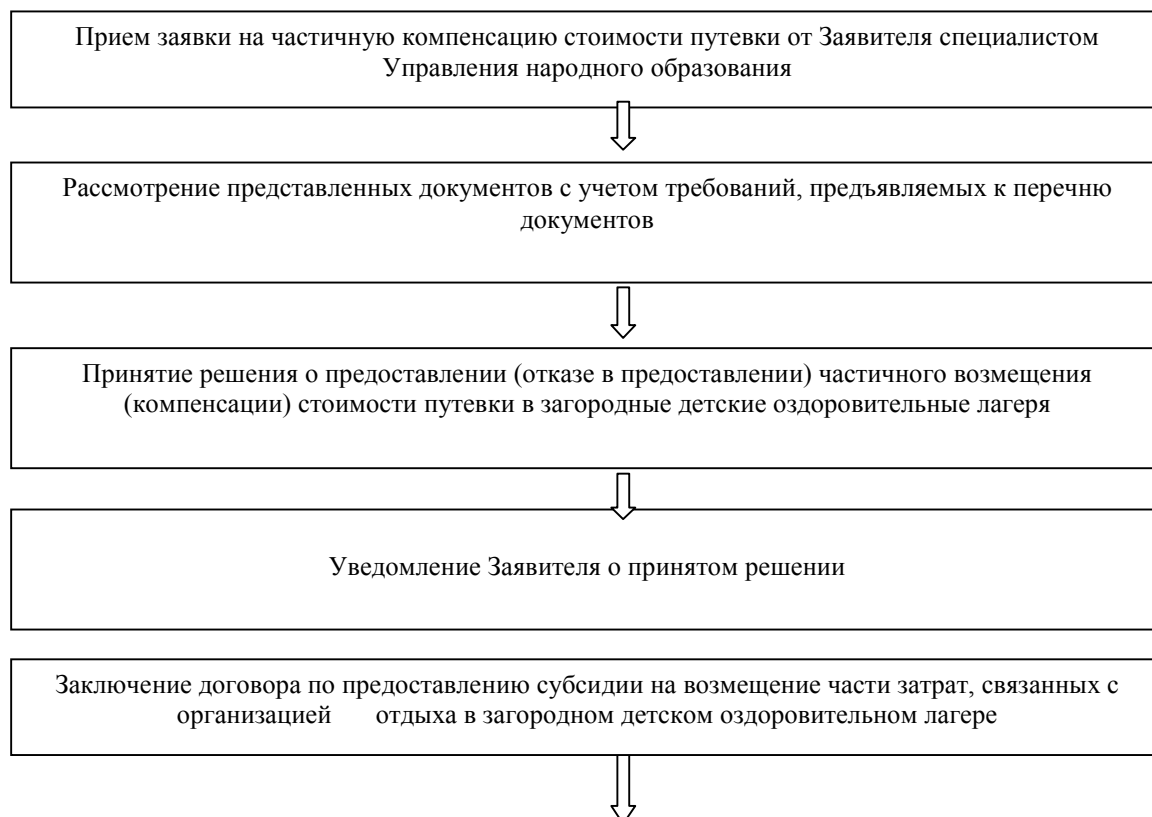 Прием заявки на частичную компенсацию стоимости путевки от Заявителя специалистом
Управления народного образования
Рассмотрение представленных документов с учетом требований, предъявляемых к перечню
документов
Принятие решения о предоставлении (отказе в предоставлении) частичного возмещения
(компенсации) стоимости путевки в загородные детские оздоровительные лагеря
Уведомление Заявителя о принятом решении
Заключение договора по предоставлению субсидии на возмещение части затрат, связанных с
организацией отдыха в загородном детском оздоровительном лагере